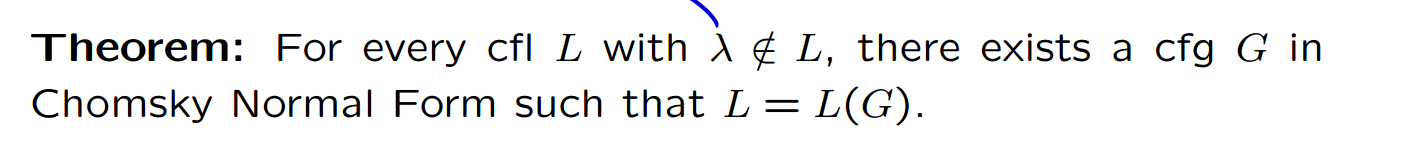 Theorem: For every cfl L with λ ∉ L, there exists a cfg G in
Chomsky Normal Form such that L = L(G).